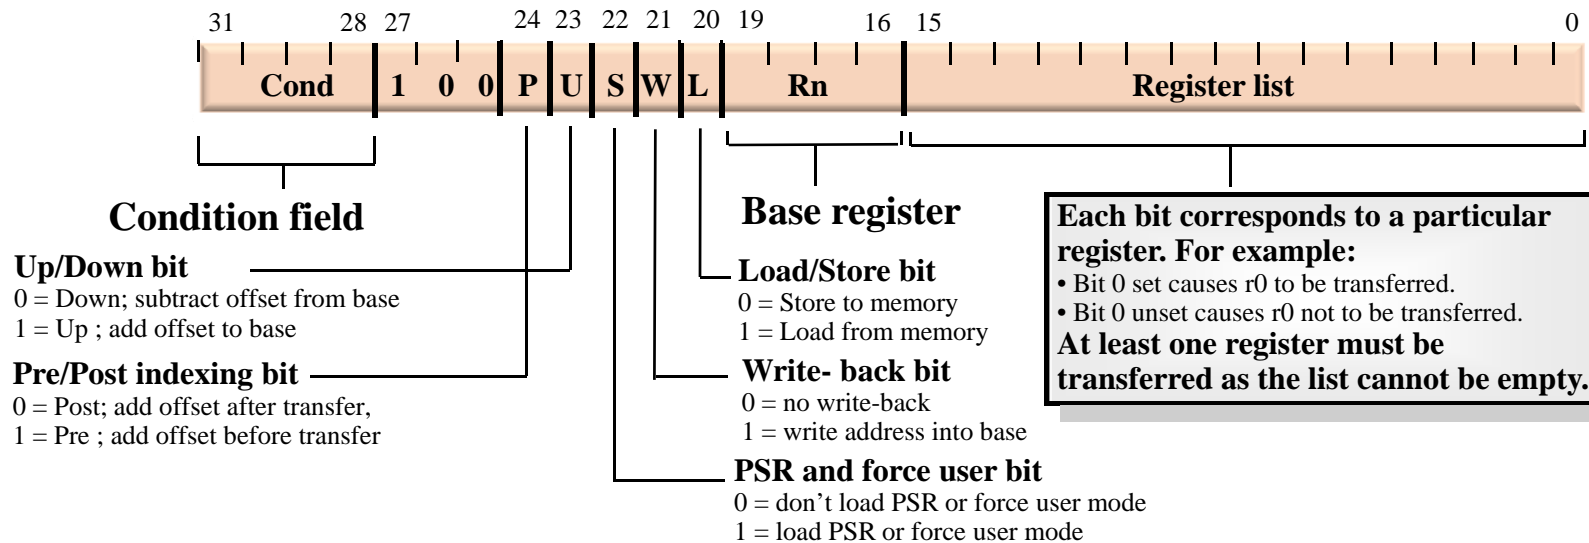 31 28 27 24 23 22 21 20 19 16 15 0
Cond 1 0 0 P U S W L Rn Register list
Condition field
Up/Down bit
0 = Down; subtract offset from base
1 = Up ; add offset to base
Pre/Post indexing bit
0 = Post; add offset after transfer,
1 = Pre ; add offset before transfer
Base register
Load/Store bit
0 = Store to memory
1 = Load from memory
Write- back bit
0 = no write-back
1 = write address into base
PSR and force user bit
0 = don’t load PSR or force user mode
1 = load PSR or force user mode
Each bit corresponds to a particular
register. For example:
• Bit 0 set causes r0 to be transferred.
• Bit 0 unset causes r0 not to be transferred.
At least one register must be
transferred as the list cannot be empty.